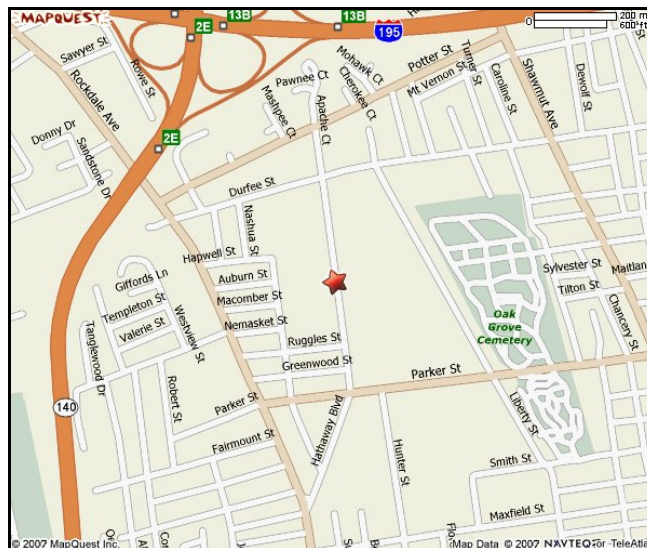 MAPQUEST
2E
13B
13B
195
0
200 m
600 ft
Sawyer St
Rowe St
Rockdale Ave
Mohawk Ct
Pawnee Ct
Mashpee Ct
Apache Ct
Cherokee Ct
Potter St
Mt Vernon St
Turner St
Caroline St
Shawmut Ave
Dewolf St
2E
Donny Dr
Sandstone Dr
Durfee St
Nashua St
Hapwell St
Giffords Ln
Auburn St
Templeton St
Macomber St
Valerie St
Westview St
Nemasket St
Tanglewood Dr
Ruggles St
Greenwood St
Oak
Grove
Cemetery
Sylvester St
Maitlan
Tilton St
Chancery St
Parker St
Robert St
140
Parker St
Hathaway Blvd
Liberty St
Fairmount St
Hunter St
Smith St
Maxfield St
© 2007 MapQuest Inc.
Map Data © 2007 NAVTEQ or TeleAtla